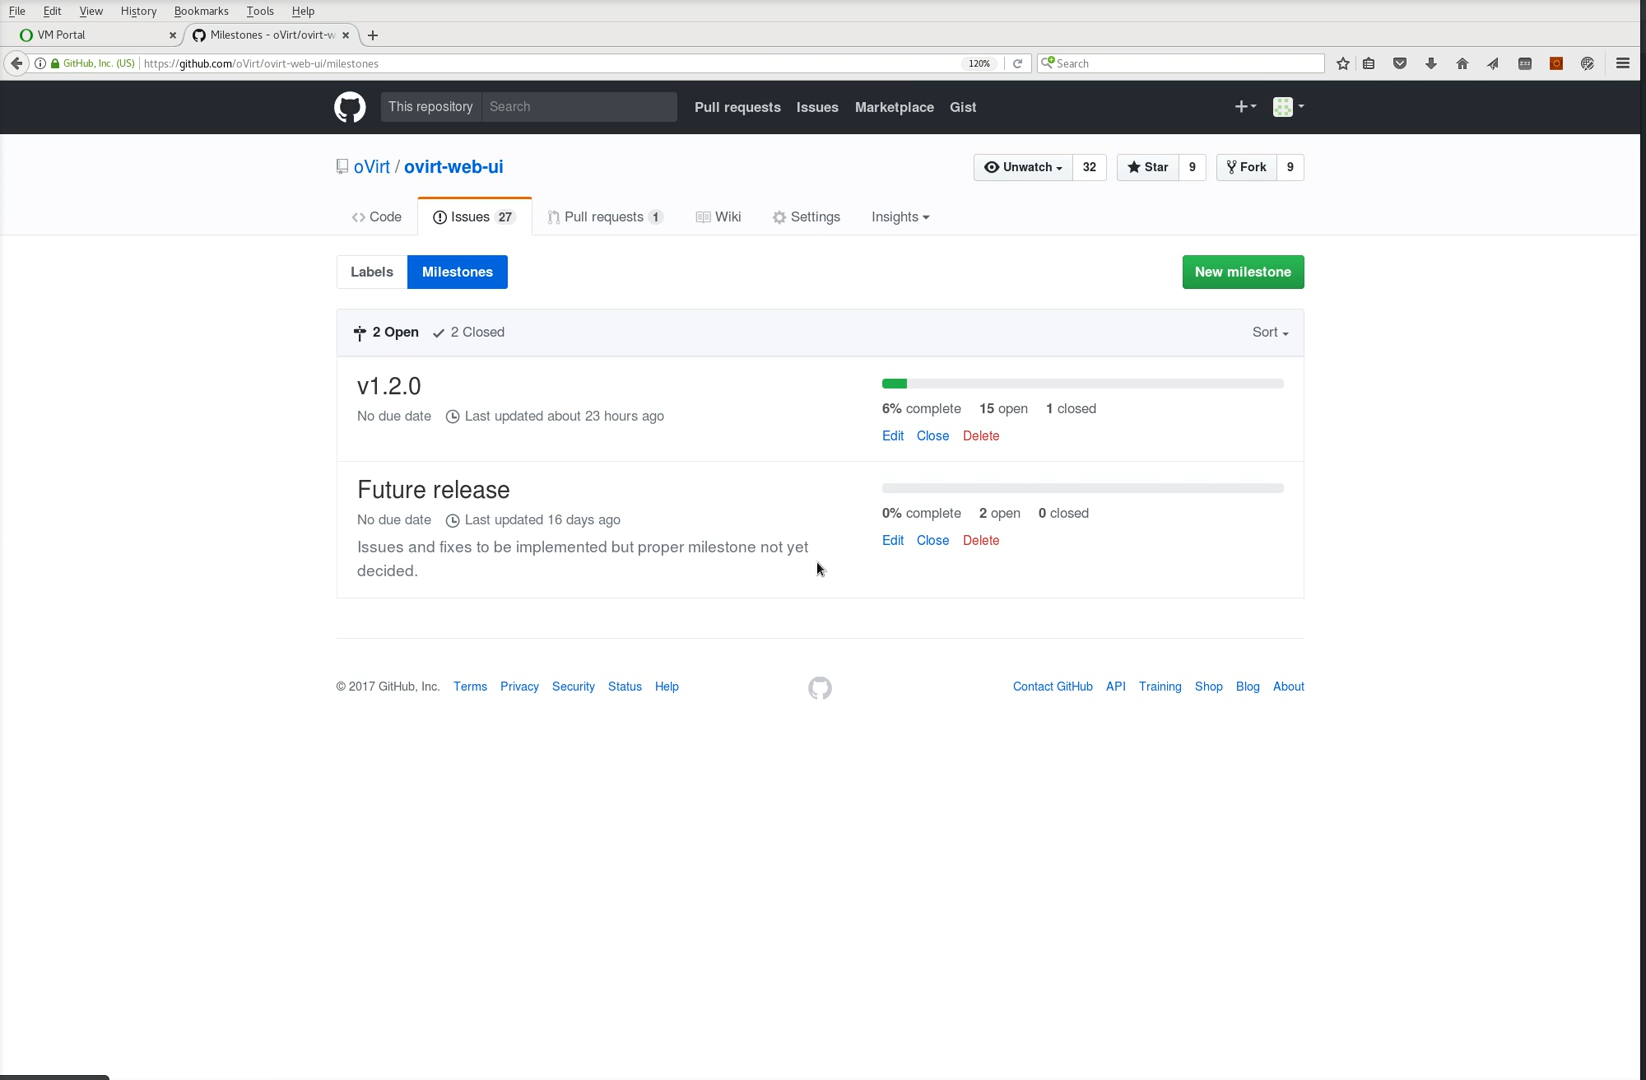 File Edit View History Bookmarks Tools Help
VM Portal × Milestones - oVirt/ovirt-w × +
GitHub, Inc. (US) https://github.com/oVirt/ovirt-web-ui/milestones 120% Search
This repository Search Pull requests Issues Marketplace Gist
oVirt / ovirt-web-ui Unwatch 32 Star 9 Fork 9
Code Issues 27 Pull requests 1 Wiki Settings Insights
Labels Milestones New milestone
2 Open 2 Closed Sort
v1.2.0
No due date Last updated about 23 hours ago
6% complete 15 open 1 closed
Edit Close Delete
Future release
No due date Last updated 16 days ago
Issues and fixes to be implemented but proper milestone not yet
decided.
0% complete 2 open 0 closed
Edit Close Delete
© 2017 GitHub, Inc. Terms Privacy Security Status Help Contact GitHub API Training Shop Blog About